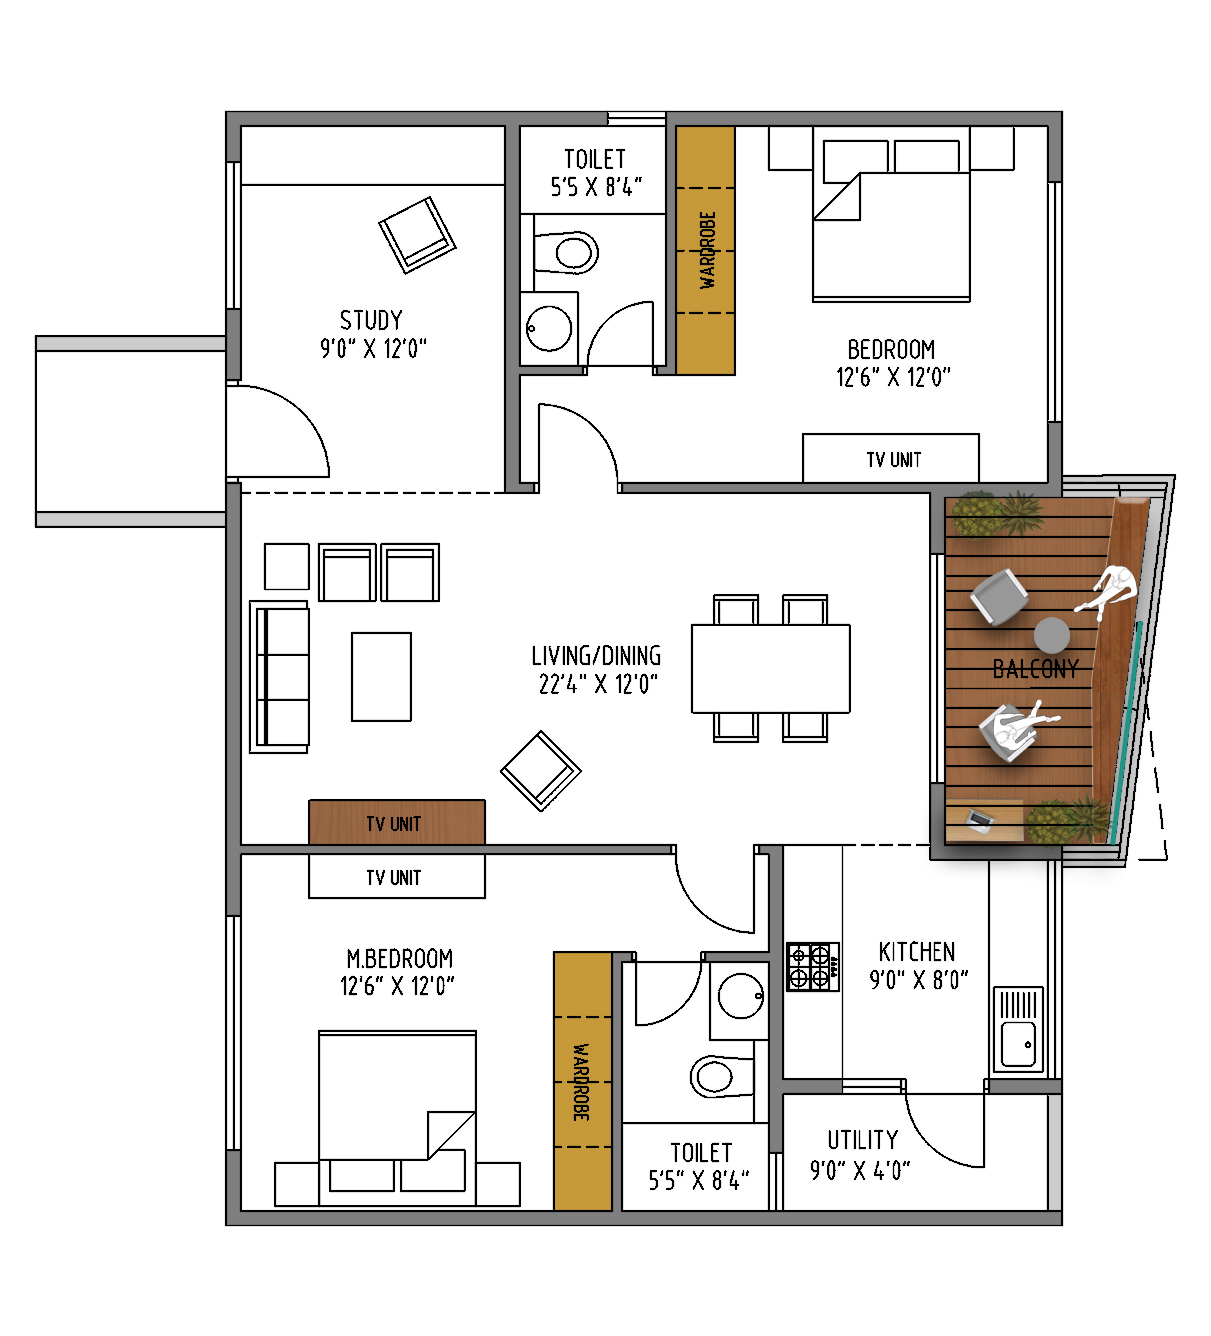 TOILET
5'5 X 8'4"
WARDROBE
STUDY
9'0" X 12'0"
BEDROOM
12'6" X 12'0"
TV UNIT
LIVING/DINING
22'4" X 12'0"
BALCONY
TV UNIT
TV UNIT
M.BEDROOM
12'6" X 12'0"
KITCHEN
9'0" X 8'0"
WARDROBE
TOILET
5'5" X 8'4"
UTILITY
9'0" X 4'0"